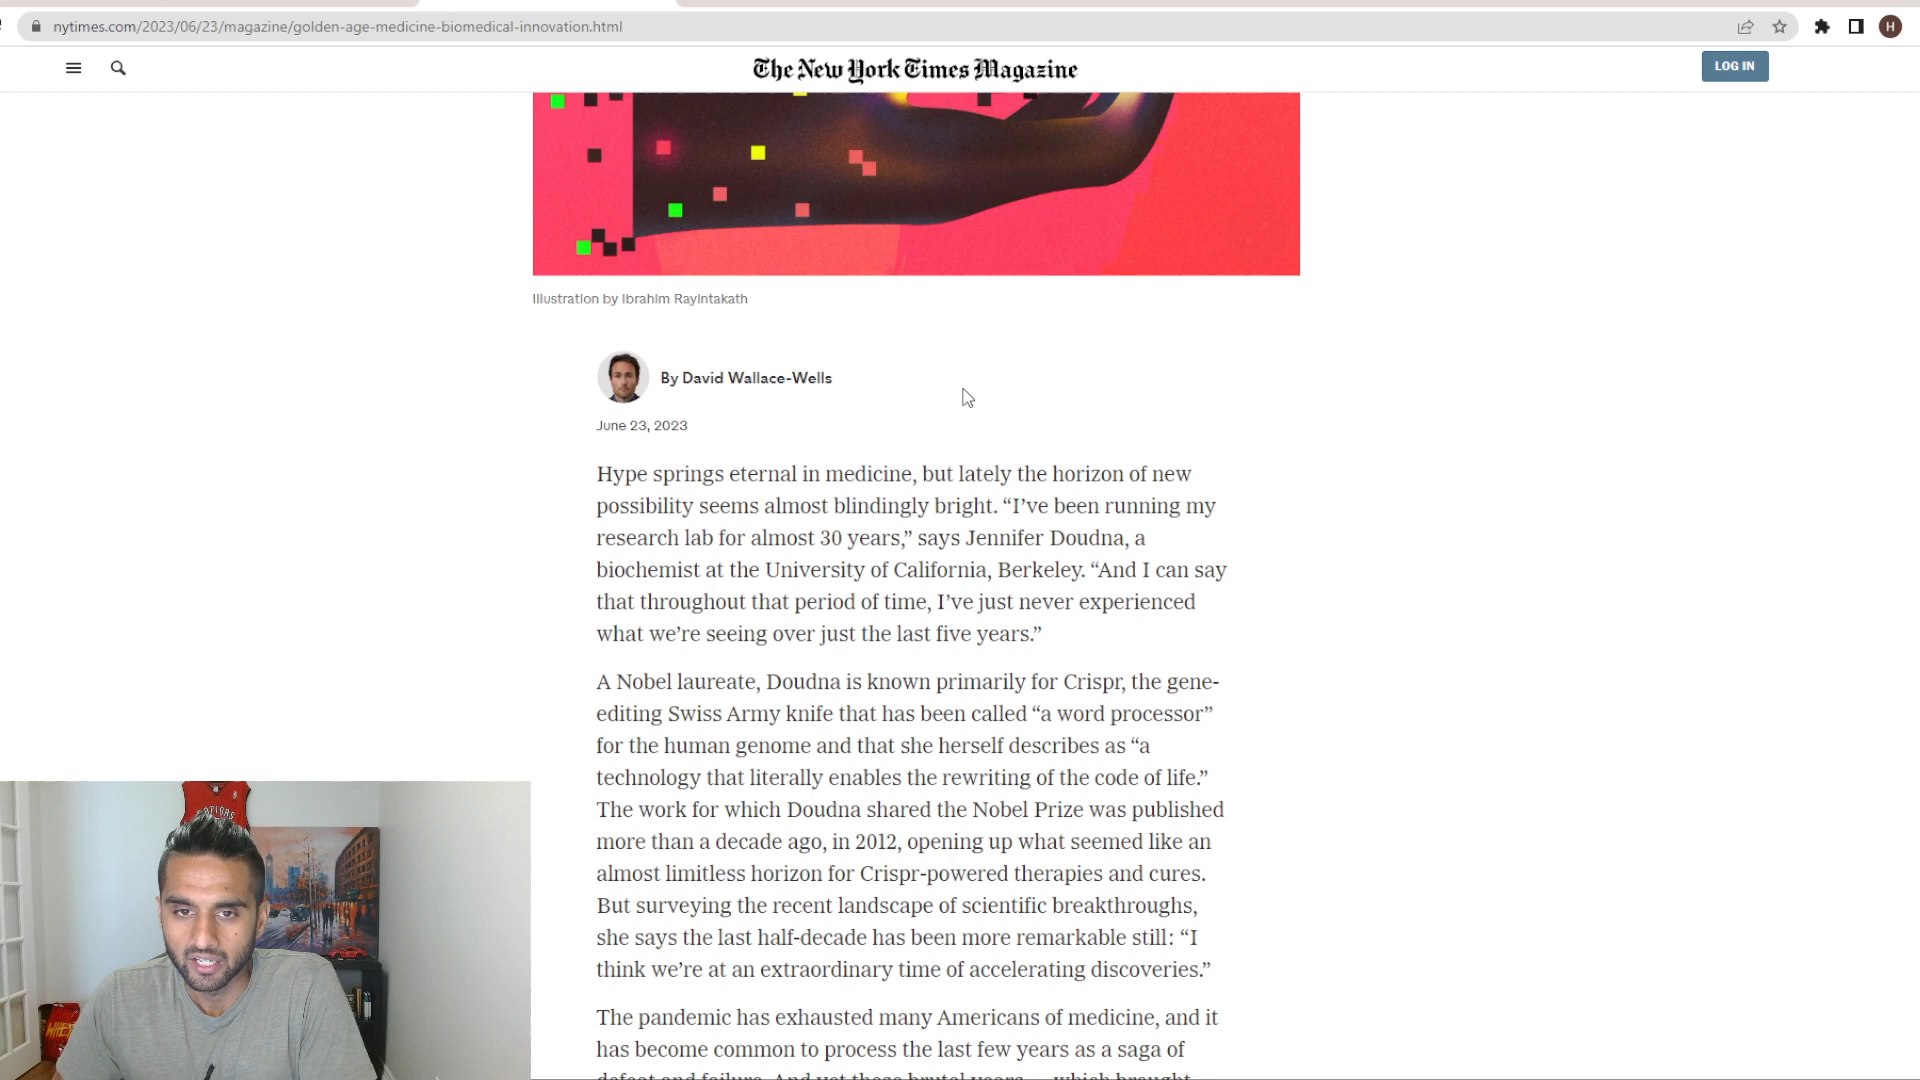 nytimes.com/2023/06/23/magazine/golden-age-medicine-biomedical-innovation.html
H
The New York Times Magazine
LOG IN
Illustration by Ibrahim Rayintakath
By David Wallace-Wells
June 23, 2023
Hype springs eternal in medicine, but lately the horizon of new
possibility seems almost blindingly bright. “I’ve been running my
research lab for almost 30 years,” says Jennifer Doudna, a
biochemist at the University of California, Berkeley. “And I can say
that throughout that period of time, I’ve just never experienced
what we’re seeing over just the last five years.”
A Nobel laureate, Doudna is known primarily for Crispr, the gene-
editing Swiss Army knife that has been called “a word processor”
for the human genome and that she herself describes as “a
technology that literally enables the rewriting of the code of life.”
The work for which Doudna shared the Nobel Prize was published
more than a decade ago, in 2012, opening up what seemed like an
almost limitless horizon for Crispr-powered therapies and cures.
But surveying the recent landscape of scientific breakthroughs,
she says the last half-decade has been more remarkable still: “I
think we’re at an extraordinary time of accelerating discoveries.”
The pandemic has exhausted many Americans of medicine, and it
has become common to process the last few years as a saga of
defeat and failure. And yet these brutal years — which brought